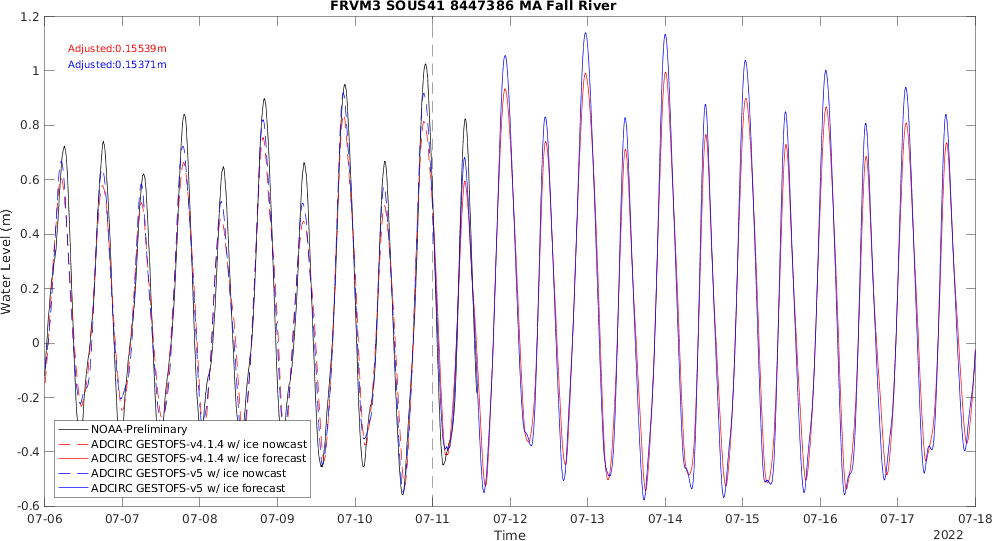 FRVM3 SOUS41 8447386 MA Fall River
Adjusted:0.15539m
Adjusted:0.15371m
Water Level (m)
1.2
1
0.8
0.6
0.4
0.2
0
-0.2
-0.4
-0.6
NOAA-Preliminary
ADCIRC GESTOFS-v4.1.4 w/ ice nowcast
ADCIRC GESTOFS-v4.1.4 w/ ice forecast
ADCIRC GESTOFS-v5 w/ ice nowcast
ADCIRC GESTOFS-v5 w/ ice forecast
07-06 07-07 07-08 07-09 07-10 07-11 07-12 07-13 07-14 07-15 07-16 07-17 07-18
Time
2022